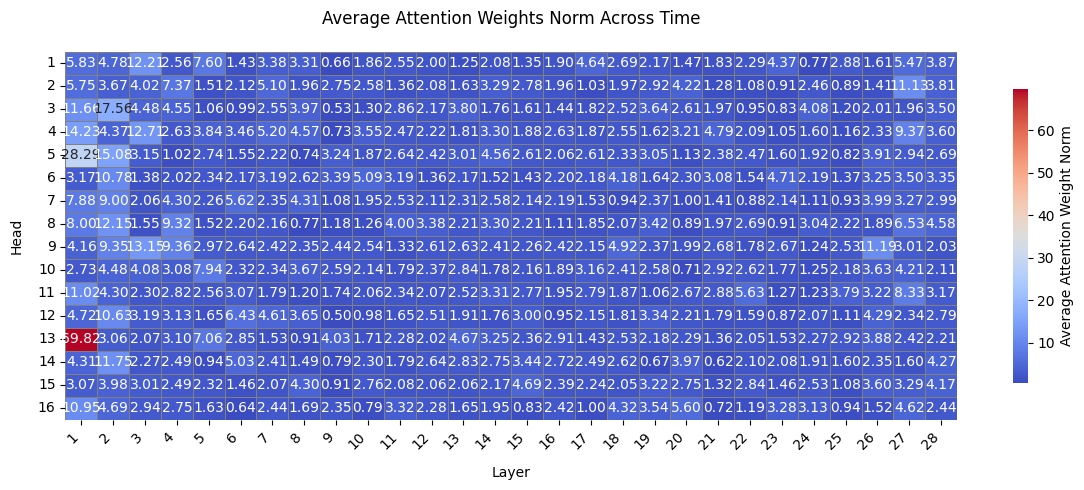 Average Attention Weights Norm Across Time
1 5.83 4.78 12.21 2.56 7.60 1.43 3.38 3.31 0.66 1.86 2.55 2.00 1.25 2.08 1.35 1.90 4.64 2.69 2.17 1.47 1.83 2.29 4.37 0.77 2.88 1.61 5.47 3.87
2 5.75 3.67 4.02 7.37 1.51 2.12 5.10 1.96 2.75 2.58 1.36 2.08 1.63 3.29 2.78 1.96 1.03 1.97 2.92 4.22 1.28 1.08 0.91 2.46 0.89 1.41 11.13 3.81
3 11.66 17.56 4.48 4.55 1.06 0.99 2.55 3.97 0.53 1.30 2.86 2.17 3.80 1.76 1.61 1.44 1.82 2.52 3.64 2.61 1.97 0.95 0.83 4.08 1.20 2.01 1.96 3.50
4 14.23 4.37 12.71 2.63 3.84 3.46 5.20 4.57 0.73 3.55 2.47 2.22 1.81 3.30 1.88 2.63 1.87 2.55 1.62 3.21 4.79 2.09 1.05 1.60 1.16 2.33 9.37 3.60
5 28.29 15.08 3.15 1.02 2.74 1.55 2.22 0.74 3.24 1.87 2.64 2.42 3.01 4.56 2.61 2.06 2.61 2.33 3.05 1.13 2.38 2.47 1.60 1.92 0.82 3.91 2.94 2.69
6 3.17 10.78 1.38 2.02 2.34 2.17 3.19 2.62 3.39 5.09 3.19 1.36 2.17 1.52 1.43 2.20 2.17 2.18 4.18 1.64 2.30 3.08 1.54 4.71 2.19 1.37 3.25 3.50 3.35
7 7.88 9.00 2.06 4.30 2.26 5.62 2.35 4.31 1.08 1.95 2.53 2.11 2.31 2.58 2.14 2.19 1.53 0.94 2.37 1.00 1.41 0.88 2.14 1.11 0.93 3.99 3.27 2.99
8 8.00 12.15 1.55 9.32 1.52 2.20 2.16 0.77 1.18 1.26 4.00 3.38 2.21 3.30 2.21 1.11 1.85 2.07 3.42 0.89 1.97 2.69 0.91 3.04 2.22 1.89 6.53 4.58
9 4.16 9.35 13.15 9.36 2.97 2.64 2.42 2.35 2.44 2.54 1.33 2.61 2.63 2.41 2.26 2.42 2.15 4.92 2.37 1.99 2.68 1.78 2.67 1.24 2.53 11.19 3.01 2.03
10 2.73 4.48 4.08 3.08 7.94 2.32 2.34 3.67 2.59 2.14 1.79 2.37 2.84 1.78 2.16 1.89 3.16 2.41 2.58 0.71 2.92 2.62 1.77 1.25 2.18 3.63 4.21 2.11
11 11.02 4.30 2.30 2.82 2.56 3.07 1.79 1.20 1.74 2.06 2.34 2.07 2.52 3.31 2.77 1.95 2.79 1.87 1.06 2.67 2.88 5.63 1.27 1.23 3.79 3.22 8.33 3.17
12 4.72 10.63 3.19 3.13 1.65 6.43 4.61 3.65 0.50 0.98 1.65 2.51 1.91 1.76 3.00 0.95 2.15 1.81 3.34 2.21 1.79 1.59 0.87 2.07 1.11 4.29 2.34 2.79
13 69.82 3.06 2.07 3.10 7.06 2.85 1.53 0.91 4.03 1.71 2.28 2.02 4.67 3.23 2.36 2.91 1.43 2.53 2.18 2.29 1.36 2.05 1.53 2.27 2.92 3.88 2.42 2.21
14 4.31 11.75 2.27 2.49 0.94 5.03 2.41 1.49 0.79 2.30 1.79 2.64 2.83 2.75 3.44 2.72 2.49 2.62 0.67 3.97 0.62 2.10 2.08 1.91 1.60 2.35 1.60 4.27
15 3.07 3.98 3.01 2.49 2.32 1.46 2.07 4.30 0.91 2.76 2.08 2.06 2.06 2.17 4.69 2.39 2.24 2.05 3.22 2.75 1.32 2.84 1.46 2.53 1.08 3.60 3.29 4.17
16 10.95 4.69 2.94 2.75 1.63 0.64 2.44 1.69 2.35 0.79 3.32 2.28 1.65 1.95 0.83 2.42 1.00 4.32 3.54 5.60 0.72 1.19 3.28 3.13 0.94 1.52 4.62 2.44
1 2 3 4 5 6 7 8 9 10 11 12 13 14 15 16 17 18 19 20 21 22 23 24 25 26 27 28
Layer
Head
60
50
40
30
20
10
Average Attention Weight Norm